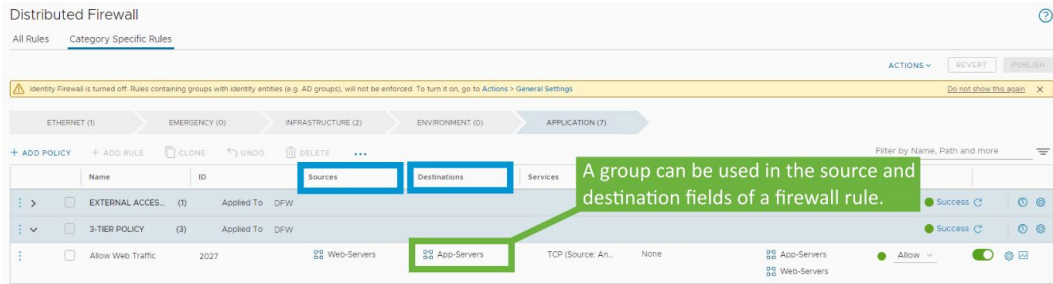 Distributed Firewall
All Rules Category Specific Rules
ACTIONS REVERT PUBLISH
Identity Firewall is turned off. Rules containing groups with identity entities (e.g. AD groups), will not be enforced. To turn it on, go to Actions > General Settings Do not show this again
ETHERNET (1) EMERGENCY (0) INFRASTRUCTURE (2) ENVIRONMENT (0) APPLICATION (7)
+ ADD POLICY + ADD RULE CLONE UNDO DELETE ... Filter by Name, Path and more
Name ID Sources Destinations Services
A group can be used in the source and
destination fields of a firewall rule.
EXTERNAL ACCES... (1) Applied To DFW Success
3-TIER POLICY (3) Applied To DFW Success
Allow Web Traffic 2027 Web-Servers App-Servers TCP (Source: An... None App-Servers Allow
Web-Servers